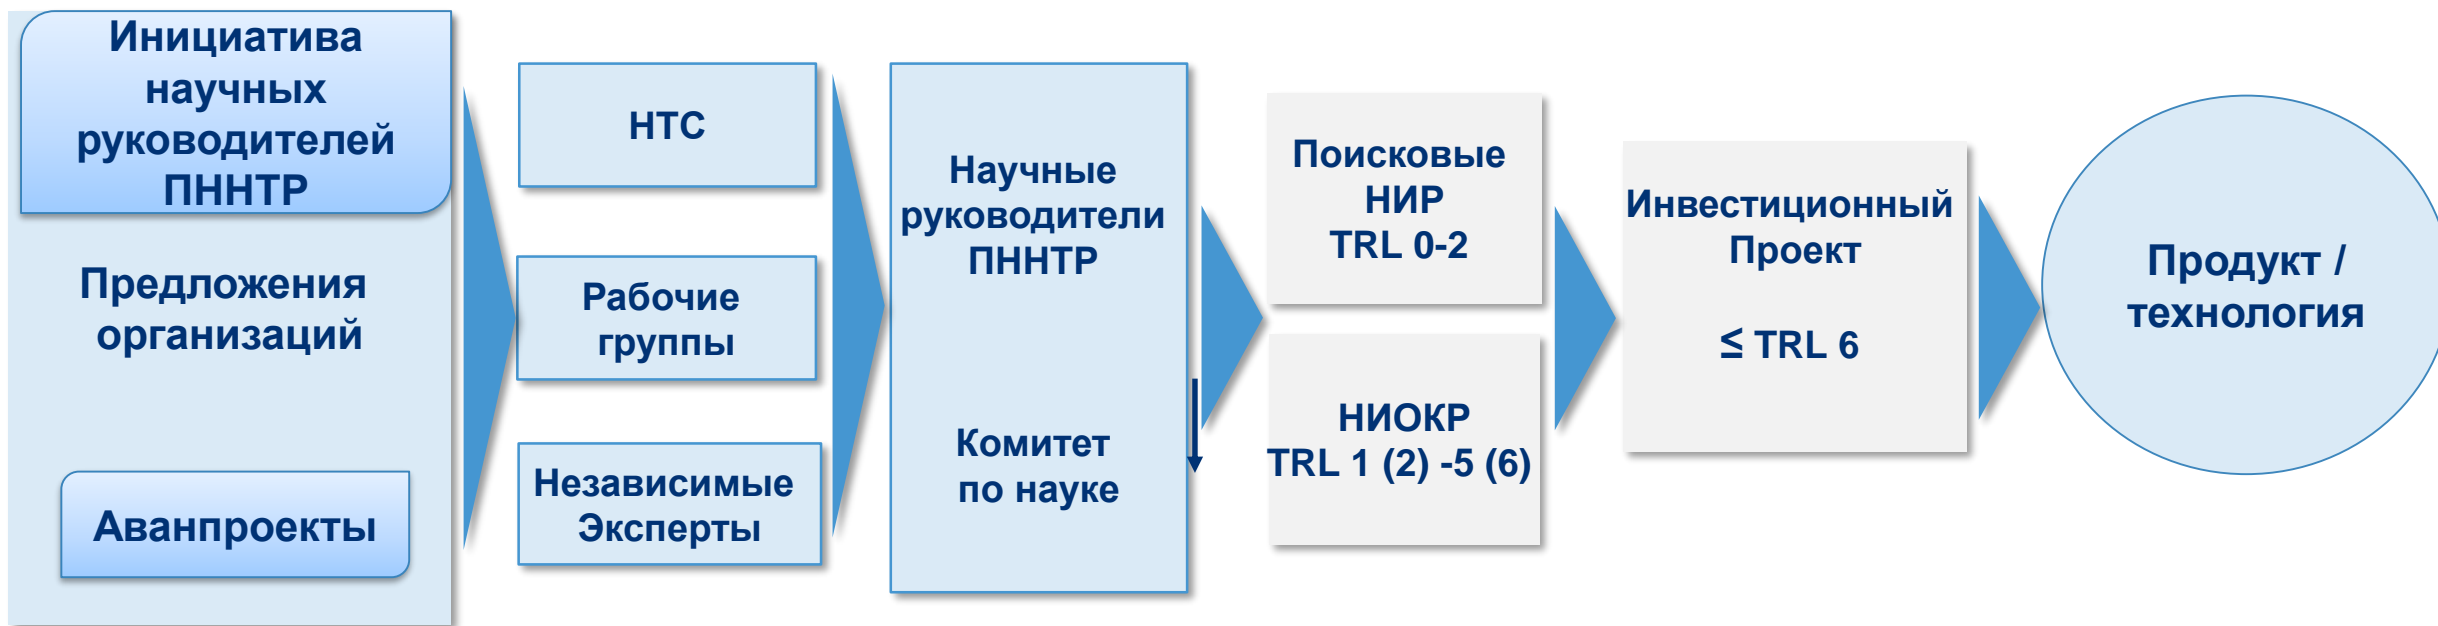 Инициатива
научных
руководителей
ПННТР
Предложения
организаций
Аванпроекты
НТС
Рабочие
группы
Независимые
Эксперты
Научные
руководители
ПННТР
Комитет
по науке
Поисковые
НИР
TRL 0-2
НИОКР
TRL 1 (2) -5 (6)
Инвестиционный
Проект
≤ TRL 6
Продукт /
технология